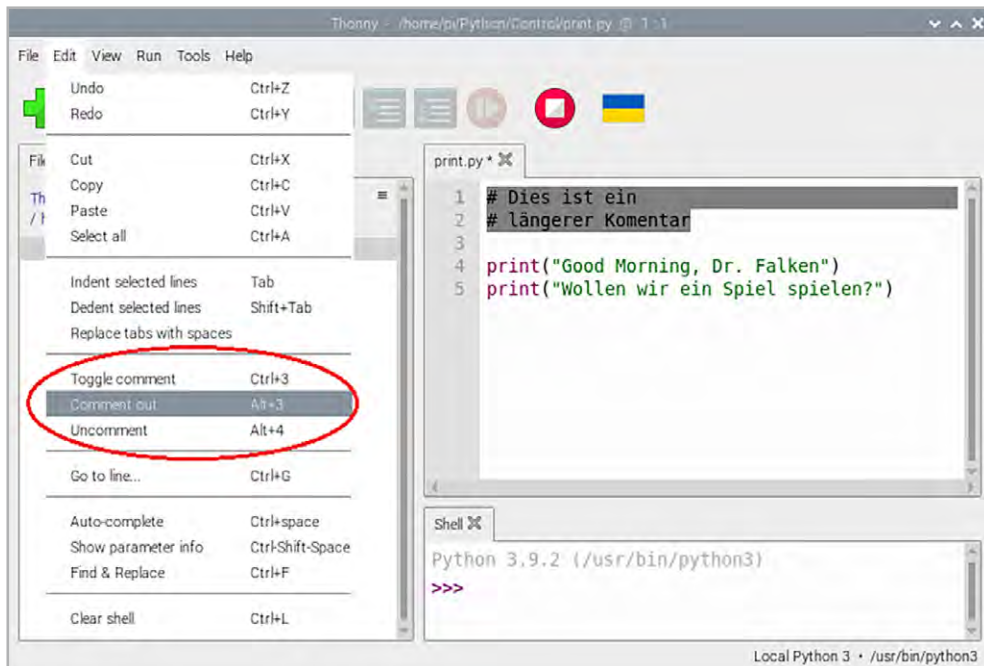 Thonny - /home/pi/Python/Control/print.py @ 1:1
File Edit View Run Tools Help
Undo Ctrl+Z
Redo Ctrl+Y
Cut Ctrl+X
Copy Ctrl+C
Paste Ctrl+V
Select all Ctrl+A
Indent selected lines Tab
Dedent selected lines Shift+Tab
Replace tabs with spaces
Toggle comment Ctrl+3
Comment out Alt+3
Uncomment Alt+4
Go to line... Ctrl+G
Auto-complete Ctrl+space
Show parameter info Ctrl-Shift-Space
Find & Replace Ctrl+F
Clear shell Ctrl+L
print.py *
1 # Dies ist ein
2 # längerer Komentar
3
4 print("Good Morning, Dr. Falken")
5 print("Wollen wir ein Spiel spielen?")
Shell
Python 3.9.2 (/usr/bin/python3)
>>>
Local Python 3 • /usr/bin/python3